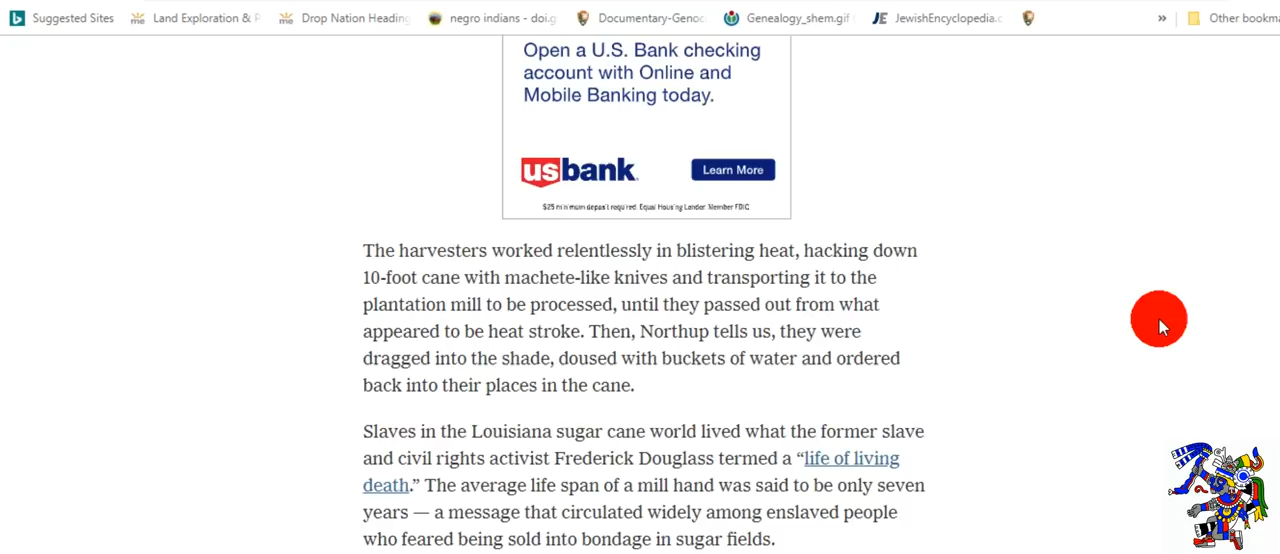 Suggested Sites Land Exploration & P Drop Nation Heading negro indians - doi.g Documentary-Genoc Genealogy_shem.gif ( JewishEncyclopedia.c » Other bookma
Open a U.S. Bank checking
account with Online and
Mobile Banking today.
usbank Learn More
$25 minimum deposit required. Equal Housing Lender. Member FDIC
The harvesters worked relentlessly in blistering heat, hacking down
10-foot cane with machete-like knives and transporting it to the
plantation mill to be processed, until they passed out from what
appeared to be heat stroke. Then, Northup tells us, they were
dragged into the shade, doused with buckets of water and ordered
back into their places in the cane.
Slaves in the Louisiana sugar cane world lived what the former slave
and civil rights activist Frederick Douglass termed a “life of living
death.” The average life span of a mill hand was said to be only seven
years — a message that circulated widely among enslaved people
who feared being sold into bondage in sugar fields.